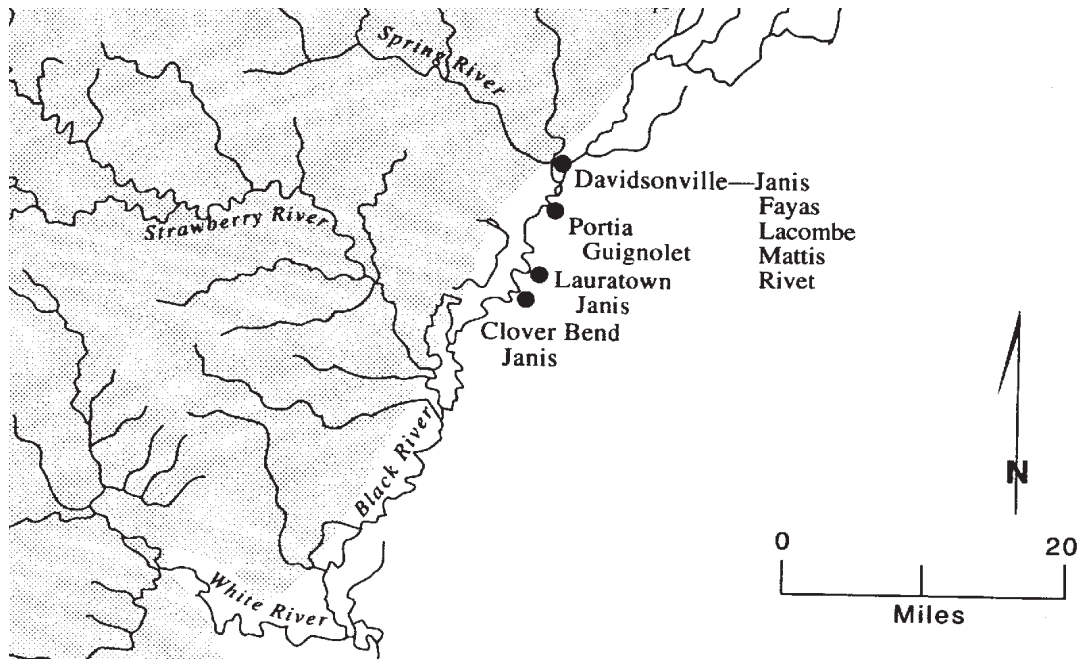 Spring River
Davidsonville—Janis
Fayas
Lacombe
Mattis
Rivet
Strawberry River
Portia
Guignolet
Lauratown
Janis
Clover Bend
Janis
Black River
N
White River
0 20
Miles